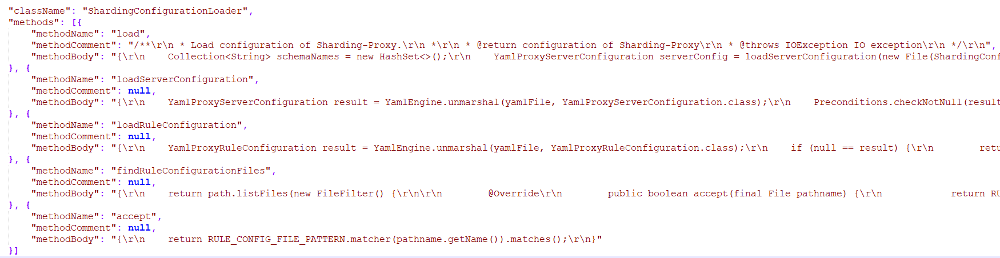 "className": "ShardingConfigurationLoader",
"methods": [{
    "methodName": "load",
    "methodComment": "/**\r\n * Load configuration of Sharding-Proxy.\r\n *\r\n * @return configuration of Sharding-Proxy\r\n * @throws IOException IO exception\r\n */\r\n",
    "methodBody": "{\r\n    Collection<String> schemaNames = new HashSet<>();\r\n    YamlProxyServerConfiguration serverConfig = loadServerConfiguration(new File(ShardingConf
}, {
    "methodName": "loadServerConfiguration",
    "methodComment": null,
    "methodBody": "{\r\n    YamlProxyServerConfiguration result = YamlEngine.unmarshal(yamlFile, YamlProxyServerConfiguration.class);\r\n    Preconditions.checkNotNull(result
}, {
    "methodName": "loadRuleConfiguration",
    "methodComment": null,
    "methodBody": "{\r\n    YamlProxyRuleConfiguration result = YamlEngine.unmarshal(yamlFile, YamlProxyRuleConfiguration.class);\r\n    if (null == result) {\r\n        retu
}, {
    "methodName": "findRuleConfigurationFiles",
    "methodComment": null,
    "methodBody": "{\r\n    return path.listFiles(new FileFilter() {\r\n\r\n        @Override\r\n        public boolean accept(final File pathname) {\r\n            return RU
}, {
    "methodName": "accept",
    "methodComment": null,
    "methodBody": "{\r\n    return RULE_CONFIG_FILE_PATTERN.matcher(pathname.getName()).matches();\r\n}"
}]